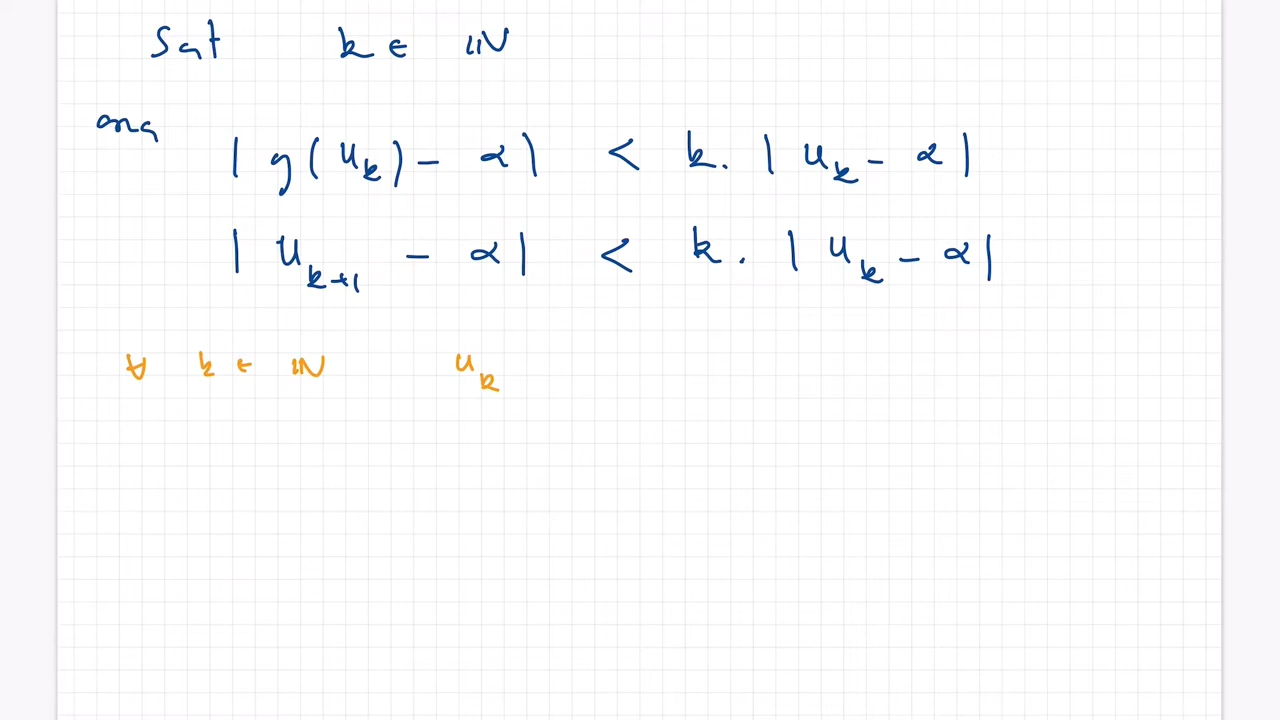 Soit k ∈ ℕ
on a
| g(u_k) - α | < k . | u_k - α |
| u_{k+1} - α | < k . | u_k - α |
∀ k ∈ ℕ u_k